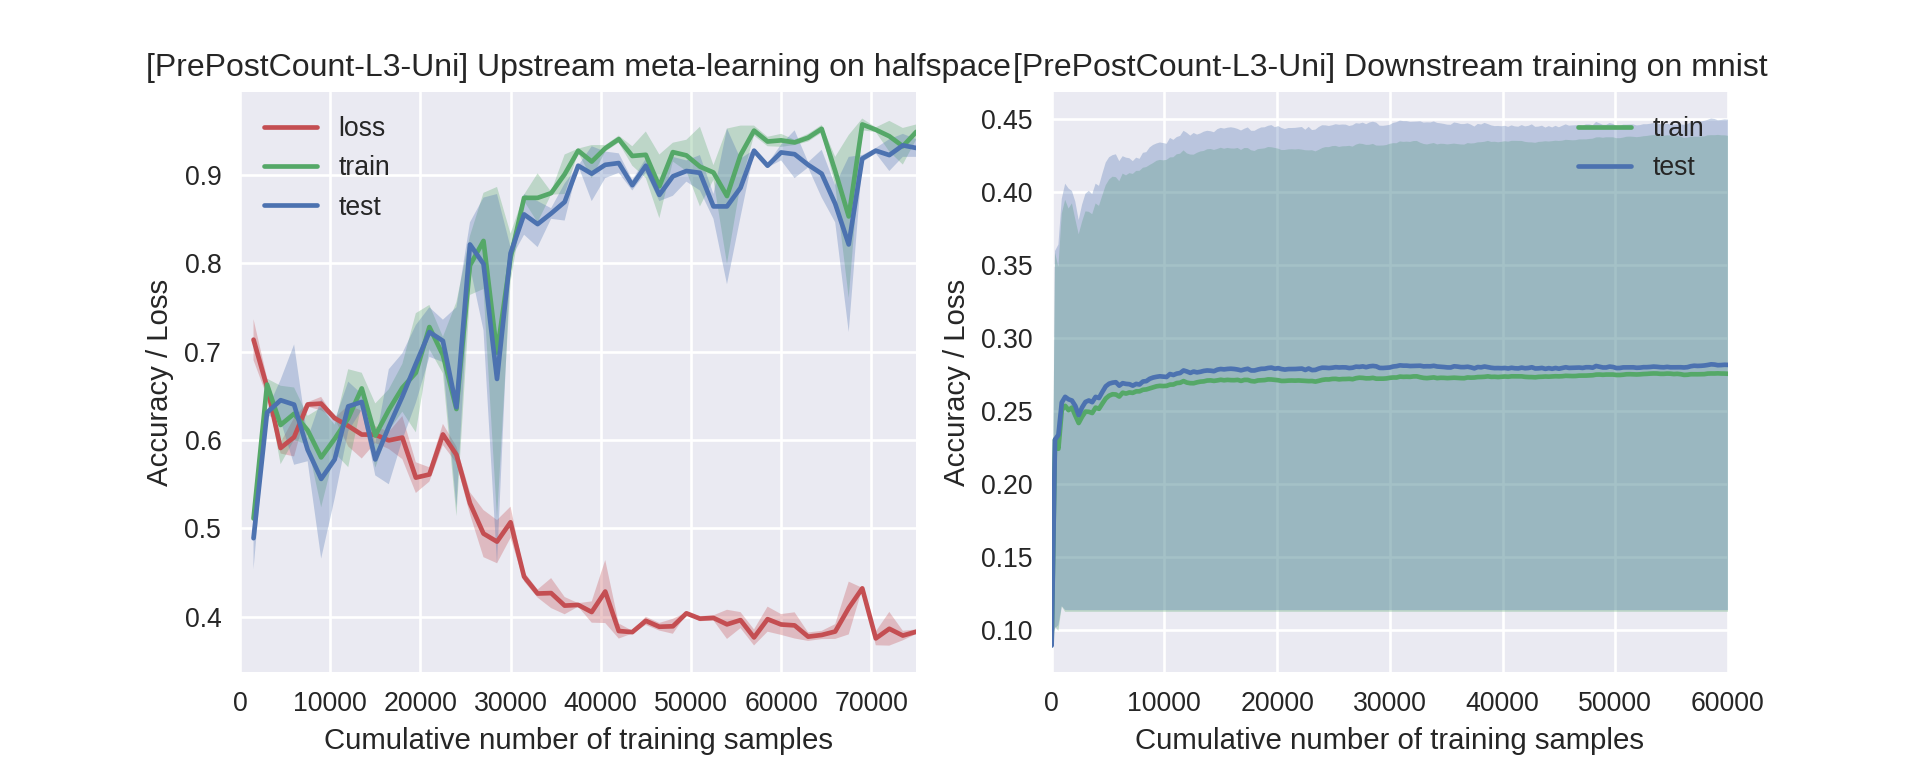 [PrePostCount-L3-Uni] Upstream meta-learning on halfspace
loss
train
test
0.9
0.8
0.7
0.6
0.5
0.4
Accuracy / Loss
0 10000 20000 30000 40000 50000 60000 70000
Cumulative number of training samples
[PrePostCount-L3-Uni] Downstream training on mnist
train
test
0.45
0.40
0.35
0.30
0.25
0.20
0.15
0.10
Accuracy / Loss
0 10000 20000 30000 40000 50000 60000
Cumulative number of training samples